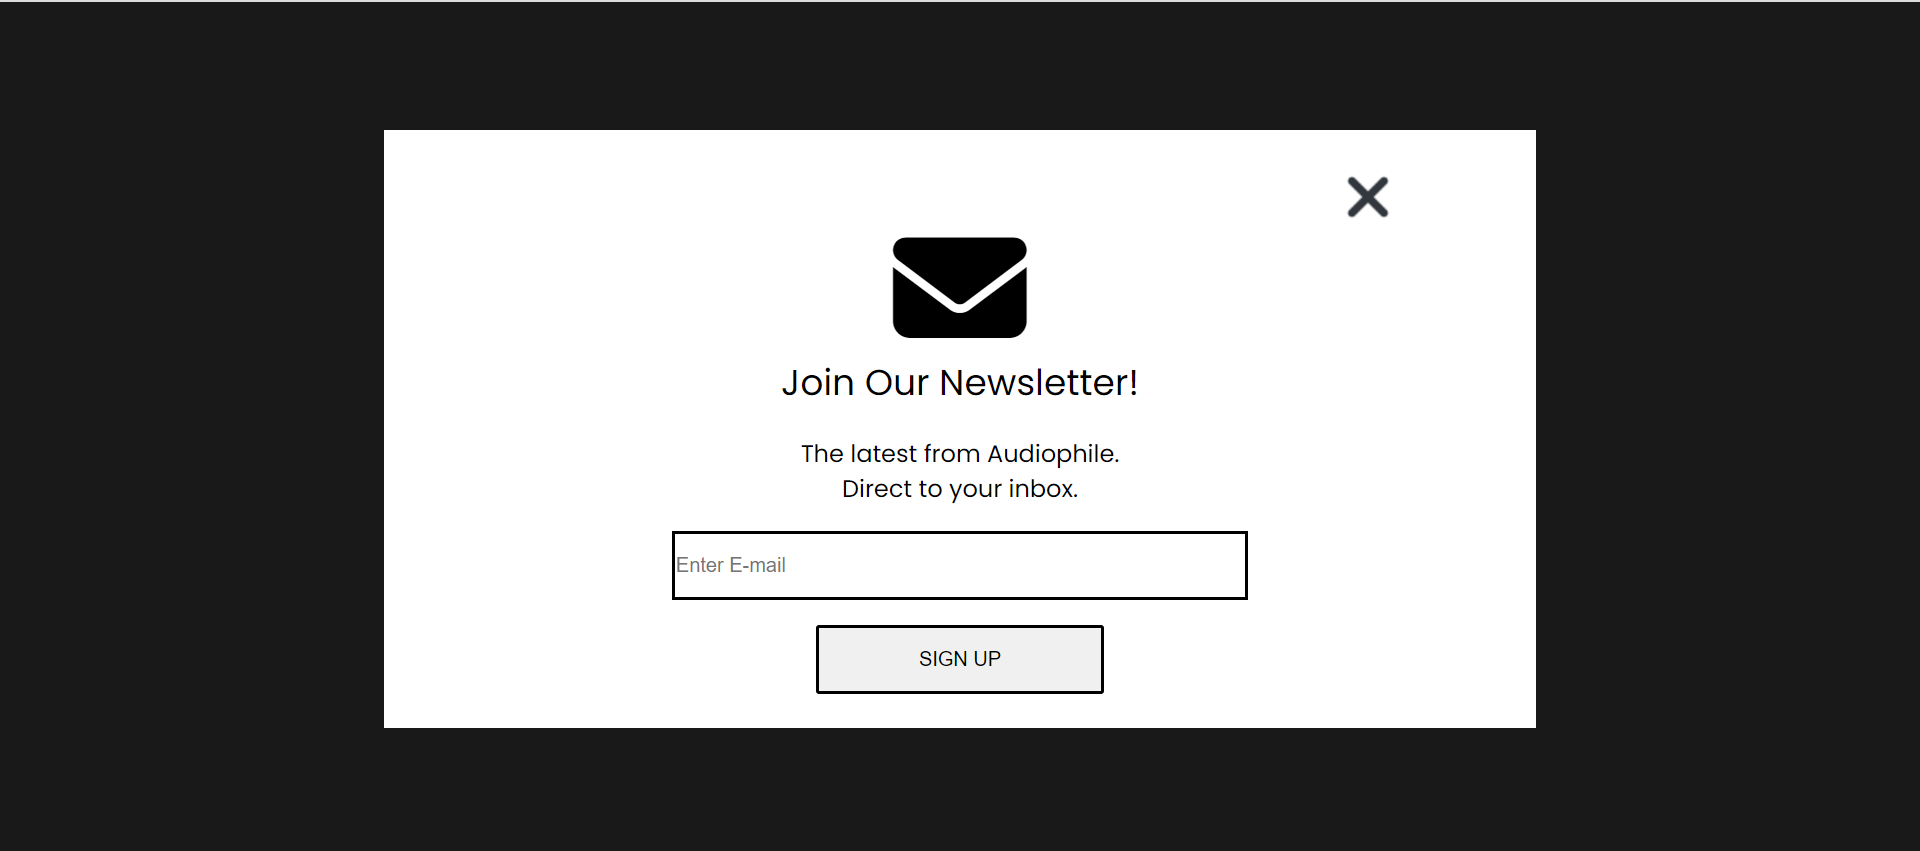 Join Our Newsletter!
The latest from Audiophile.
Direct to your inbox.
Enter E-mail
SIGN UP